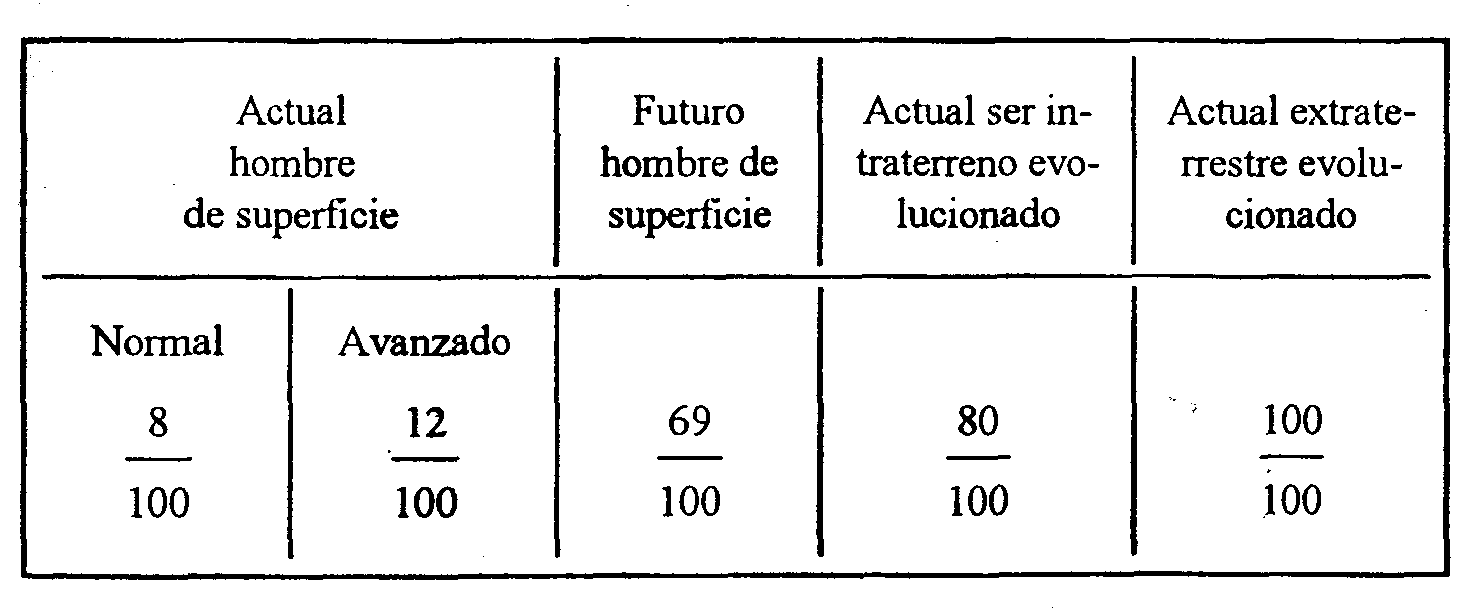 Actual
hombre
de superficie
Futuro
hombre de
superficie
Actual ser in-
traterreno evo-
lucionado
Actual extrate-
rrestre evolu-
cionado
Normal
8
100
Avanzado
12
100
69
100
80
100
100
100